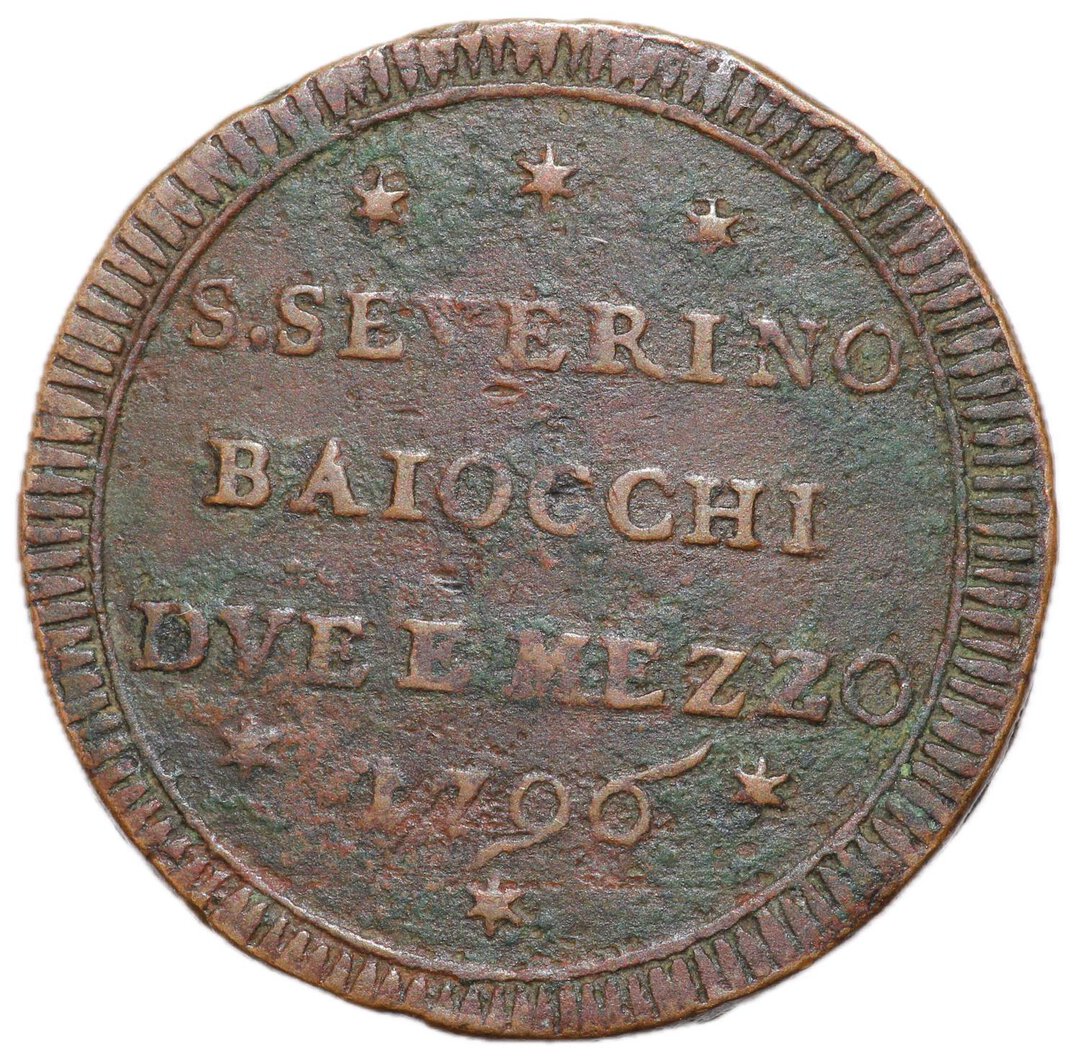 S.SEVERINO
BAIOCCHI
DVE E MEZZO
1796